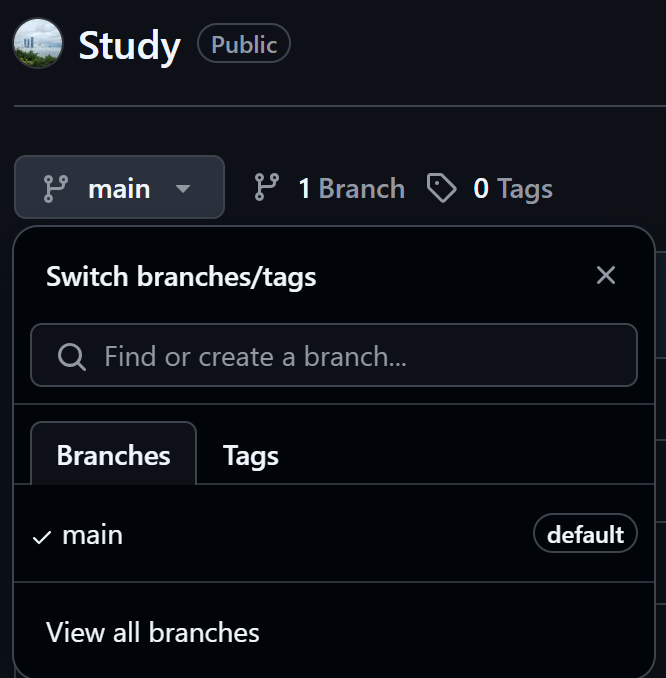 Study Public
main 1 Branch 0 Tags
Switch branches/tags
Find or create a branch...
Branches Tags
main default
View all branches